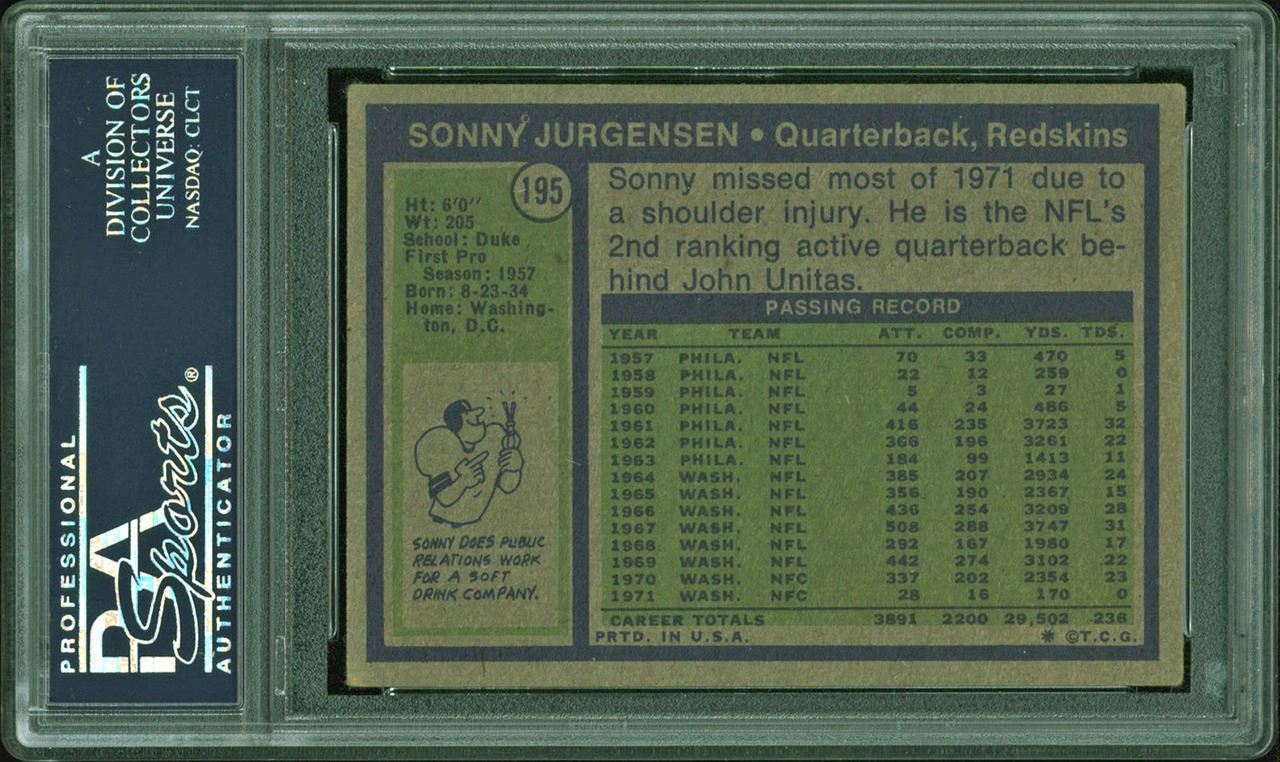 A
DIVISION OF
COLLECTORS
UNIVERSE
NASDAQ: CLCT
PROFESSIONAL
PSA
Sports®
AUTHENTICATOR
SONNY JURGENSEN • Quarterback, Redskins
195
Ht: 6'0"
Wt: 205
School: Duke
First Pro
Season: 1957
Born: 8-23-34
Home: Washing-
ton, D.C.
SONNY DOES PUBLIC
RELATIONS WORK
FOR A SOFT
DRINK COMPANY.
Sonny missed most of 1971 due to
a shoulder injury. He is the NFL's
2nd ranking active quarterback be-
hind John Unitas.
PASSING RECORD
YEAR TEAM ATT. COMP. YDS. TDS.
1957 PHILA. NFL 70 33 470 5
1958 PHILA. NFL 22 12 259 0
1959 PHILA. NFL 5 3 27 1
1960 PHILA. NFL 44 24 486 5
1961 PHILA. NFL 416 235 3723 32
1962 PHILA. NFL 366 196 3261 22
1963 PHILA. NFL 184 99 1413 11
1964 WASH. NFL 385 207 2934 24
1965 WASH. NFL 356 190 2367 15
1966 WASH. NFL 436 254 3209 28
1967 WASH. NFL 508 288 3747 31
1968 WASH. NFL 292 167 1980 17
1969 WASH. NFL 442 274 3102 22
1970 WASH. NFC 337 202 2354 23
1971 WASH. NFC 28 16 170 0
CAREER TOTALS 3891 2200 29,502 236
PRTD. IN U.S.A. * ©T.C.G.